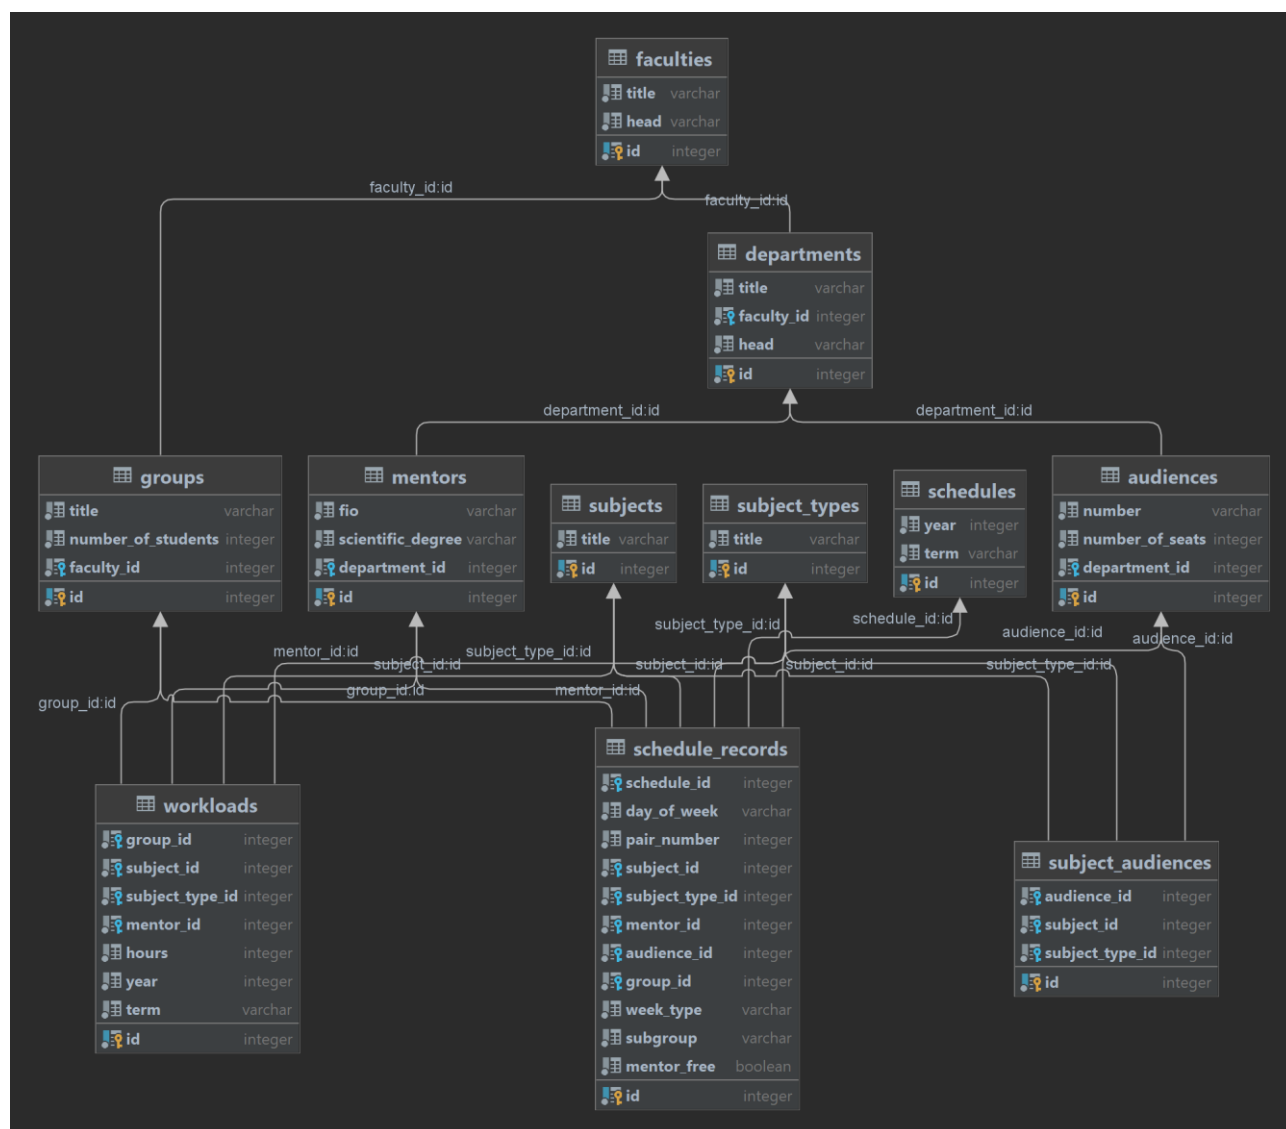 faculties
title varchar
head varchar
id integer
faculty_id:id
faculty_id:id
departments
title varchar
faculty_id integer
head varchar
id integer
department_id:id
department_id:id
groups
title varchar
number_of_students integer
faculty_id integer
id integer
mentors
fio varchar
scientific_degree varchar
department_id integer
id integer
subjects
title varchar
id integer
subject_types
title varchar
id integer
schedules
year integer
term varchar
id integer
audiences
number varchar
number_of_seats integer
department_id integer
id integer
subject_type_id:id
schedule_id:id
audience_id:id
audience_id:id
mentor_id:id
subject_type_id:id
subject_id:id
subject_id:id
subject_id:id
subject_type_id:id
group_id:id
mentor_id:id
group_id:id
workloads
group_id integer
subject_id integer
subject_type_id integer
mentor_id integer
hours integer
year integer
term varchar
id integer
schedule_records
schedule_id integer
day_of_week varchar
pair_number integer
subject_id integer
subject_type_id integer
mentor_id integer
audience_id integer
group_id integer
week_type varchar
subgroup varchar
mentor_free boolean
id integer
subject_audiences
audience_id integer
subject_id integer
subject_type_id integer
id integer